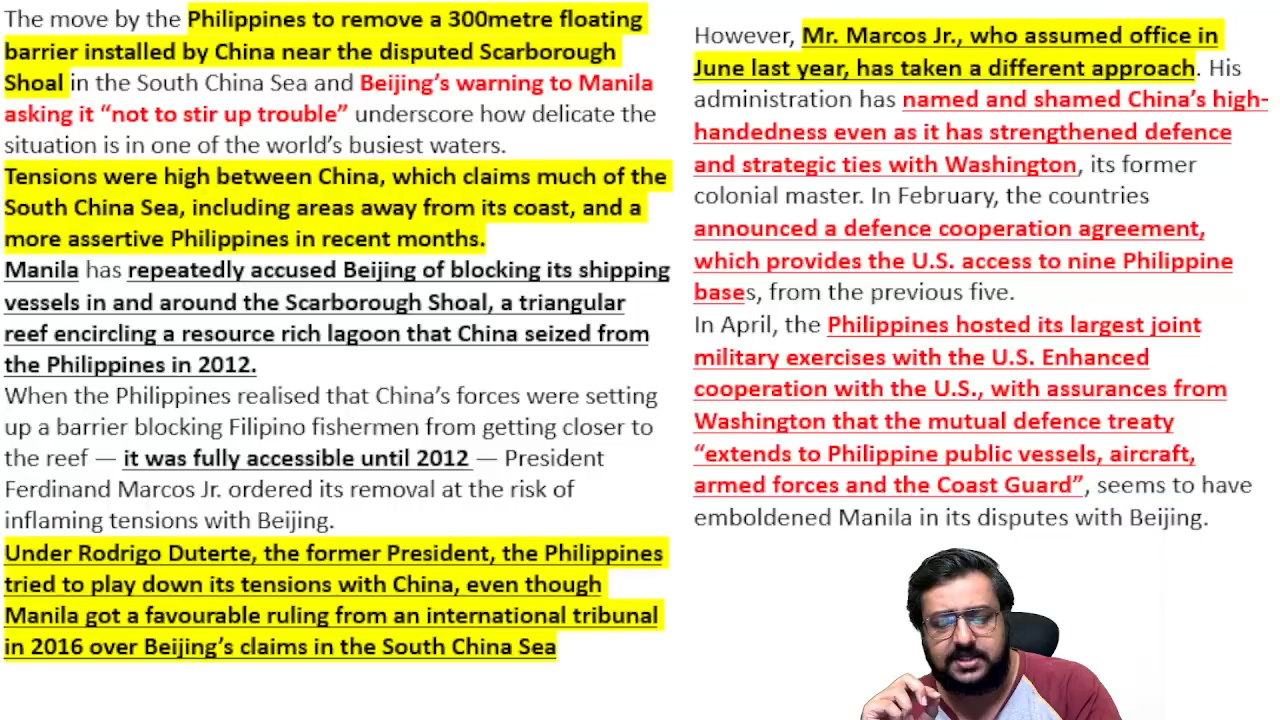 The move by the Philippines to remove a 300metre floating
barrier installed by China near the disputed Scarborough
Shoal in the South China Sea and Beijing's warning to Manila
asking it “not to stir up trouble” underscore how delicate the
situation is in one of the world's busiest waters.
Tensions were high between China, which claims much of the
South China Sea, including areas away from its coast, and a
more assertive Philippines in recent months.
Manila has repeatedly accused Beijing of blocking its shipping
vessels in and around the Scarborough Shoal, a triangular
reef encircling a resource rich lagoon that China seized from
the Philippines in 2012.
When the Philippines realised that China's forces were setting
up a barrier blocking Filipino fishermen from getting closer to
the reef — it was fully accessible until 2012 — President
Ferdinand Marcos Jr. ordered its removal at the risk of
inflaming tensions with Beijing.
Under Rodrigo Duterte, the former President, the Philippines
tried to play down its tensions with China, even though
Manila got a favourable ruling from an international tribunal
in 2016 over Beijing's claims in the South China Sea
However, Mr. Marcos Jr., who assumed office in
June last year, has taken a different approach. His
administration has named and shamed China's high-
handedness even as it has strengthened defence
and strategic ties with Washington, its former
colonial master. In February, the countries
announced a defence cooperation agreement,
which provides the U.S. access to nine Philippine
bases, from the previous five.
In April, the Philippines hosted its largest joint
military exercises with the U.S. Enhanced
cooperation with the U.S., with assurances from
Washington that the mutual defence treaty
“extends to Philippine public vessels, aircraft,
armed forces and the Coast Guard”, seems to have
emboldened Manila in its disputes with Beijing.